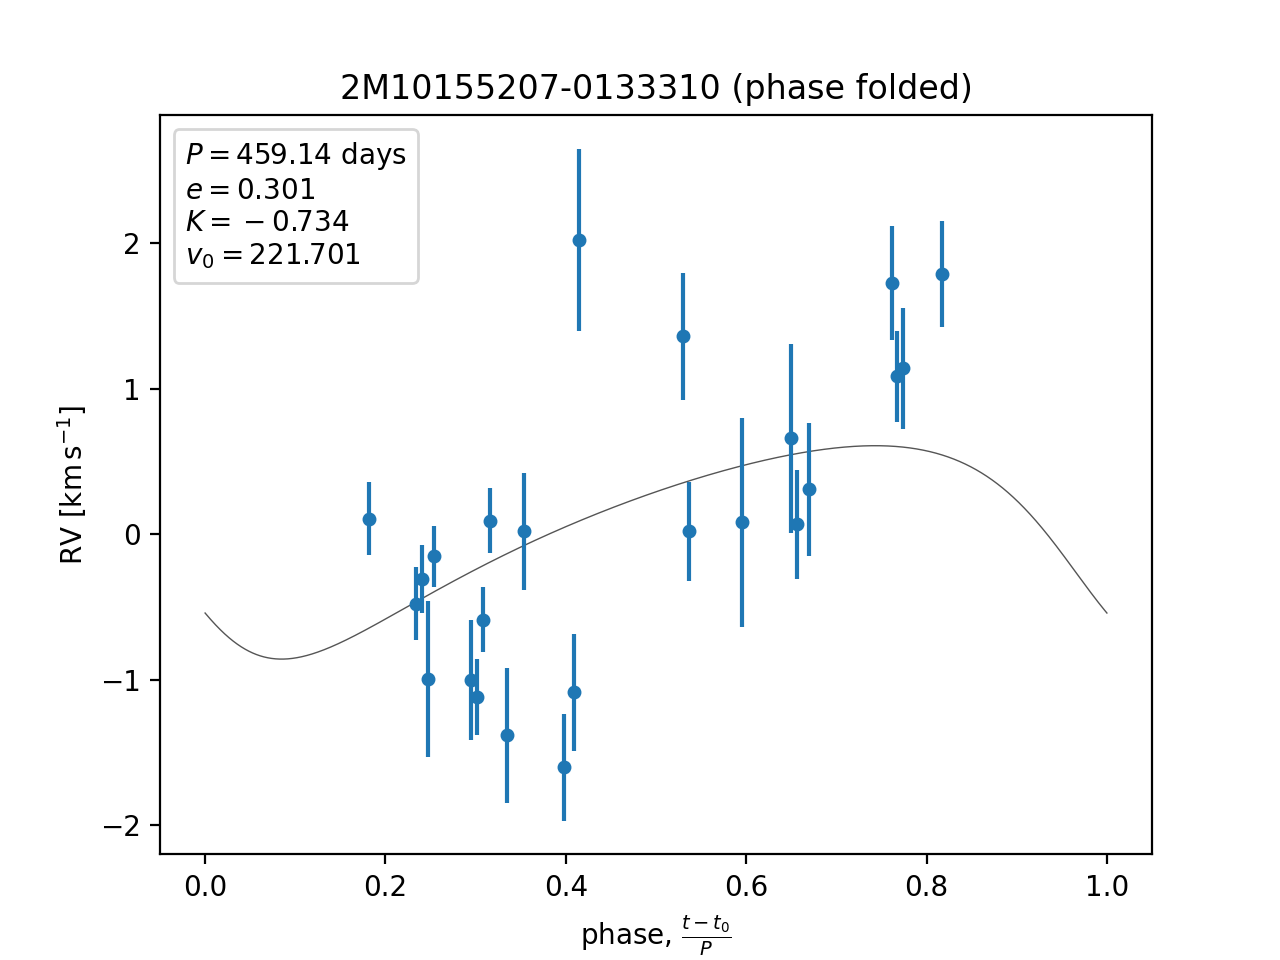 2M10155207-0133310 (phase folded)
P = 459.14 days
e = 0.301
K = −0.734
v₀ = 221.701
2
1
0
−1
−2
RV [km s⁻¹]
0.0 0.2 0.4 0.6 0.8 1.0
phase, (t − t₀)/P